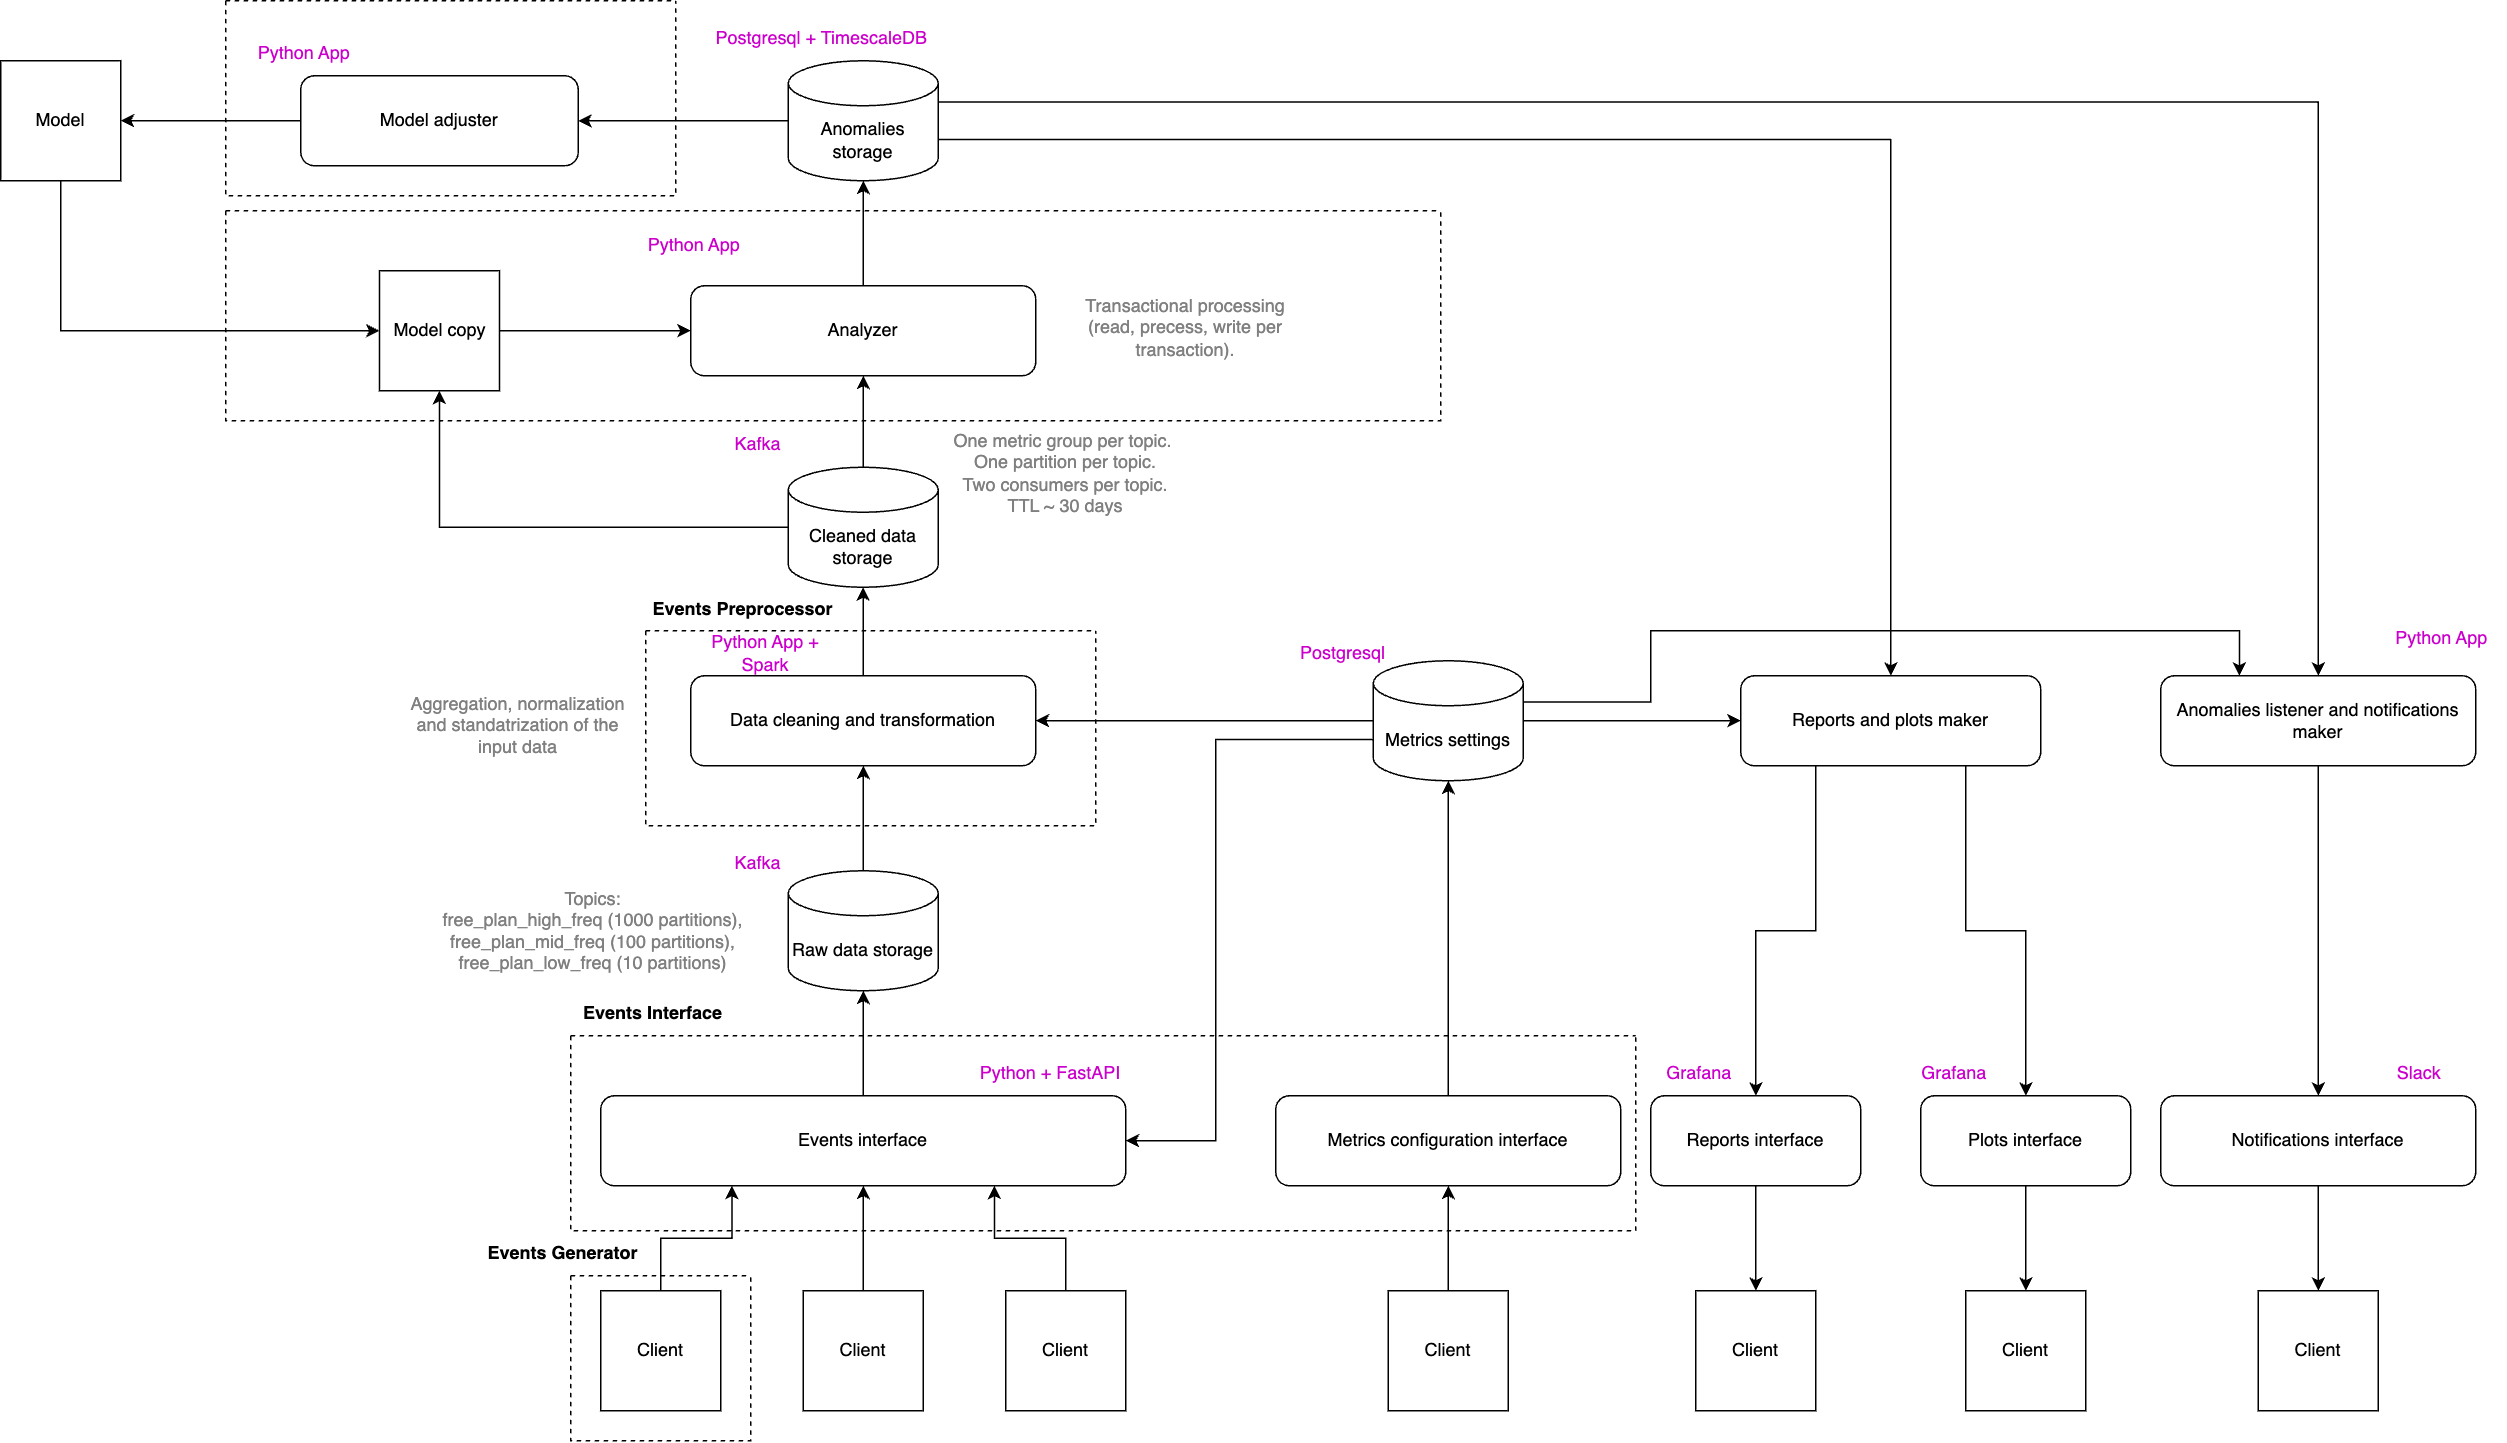 Postgresql + TimescaleDB
Python App
Model
Model adjuster
Anomalies
storage
Python App
Model copy
Analyzer
Transactional processing
(read, precess, write per
transaction).
Kafka
One metric group per topic.
One partition per topic.
Two consumers per topic.
TTL ~ 30 days
Cleaned data
storage
Events Preprocessor
Python App +
Spark
Aggregation, normalization
and standatrization of the
input data
Data cleaning and transformation
Postgresql
Metrics settings
Reports and plots maker
Python App
Anomalies listener and notifications
maker
Kafka
Topics:
free_plan_high_freq (1000 partitions),
free_plan_mid_freq (100 partitions),
free_plan_low_freq (10 partitions)
Raw data storage
Events Interface
Python + FastAPI
Grafana
Grafana
Slack
Events interface
Metrics configuration interface
Reports interface
Plots interface
Notifications interface
Events Generator
Client
Client
Client
Client
Client
Client
Client